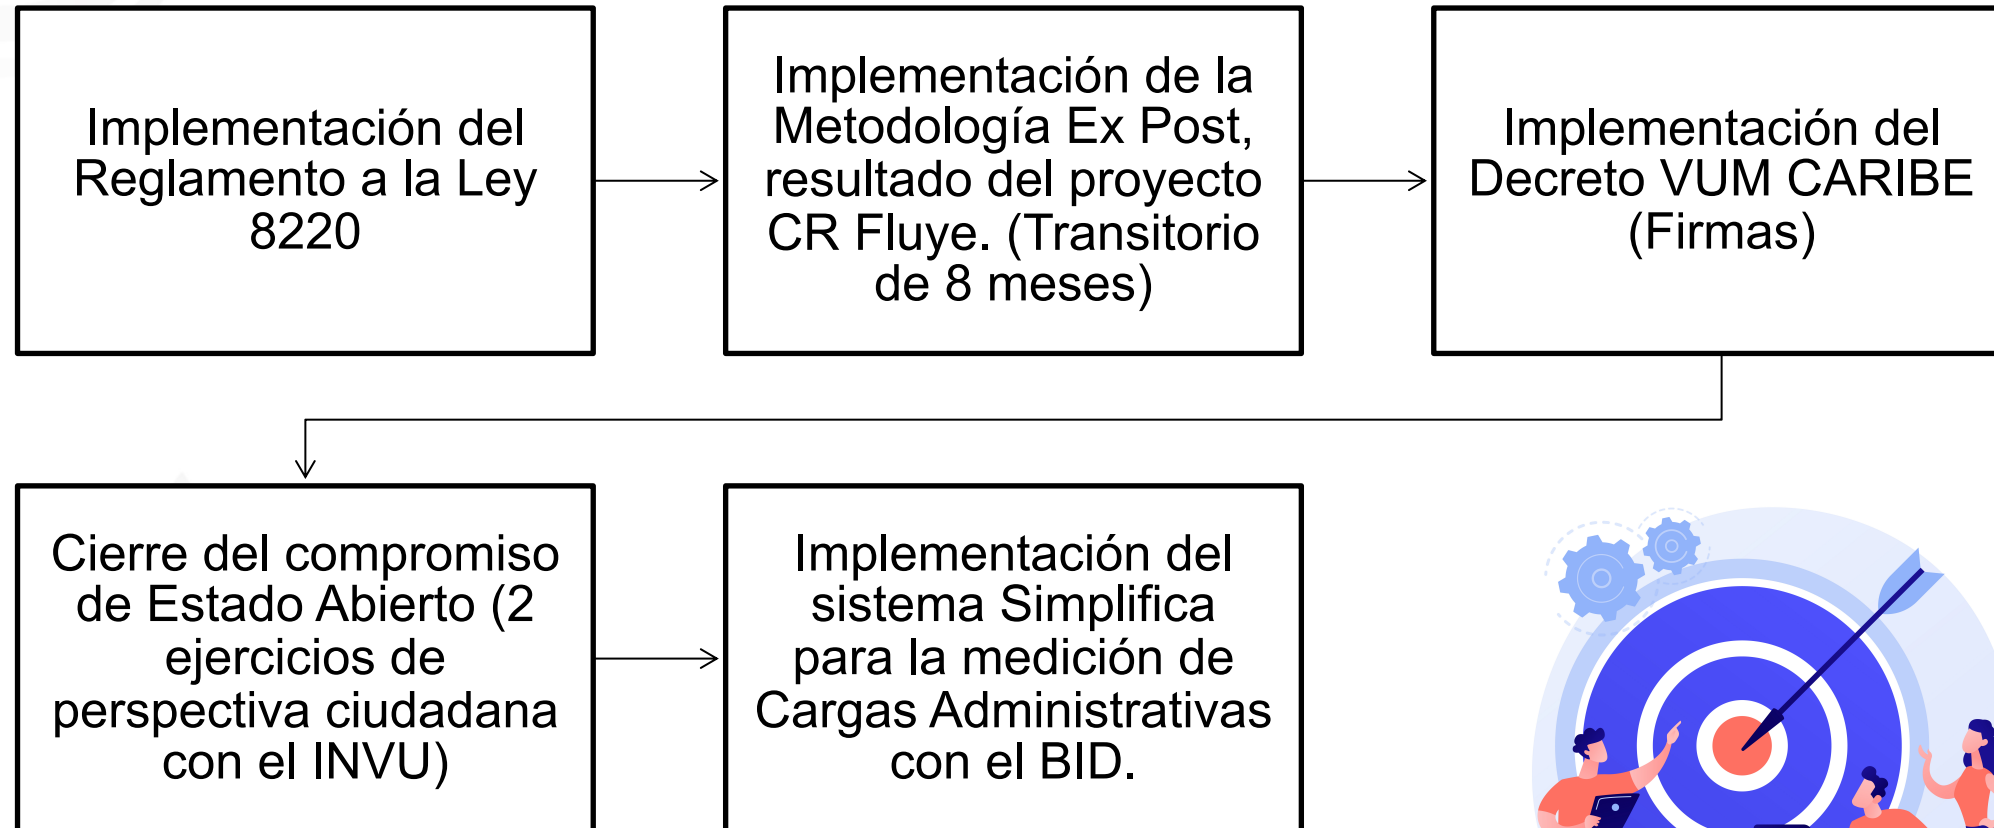 Implementación del
Reglamento a la Ley
8220
Implementación de la
Metodología Ex Post,
resultado del proyecto
CR Fluye. (Transitorio
de 8 meses)
Implementación del
Decreto VUM CARIBE
(Firmas)
Cierre del compromiso
de Estado Abierto (2
ejercicios de
perspectiva ciudadana
con el INVU)
Implementación del
sistema Simplifica
para la medición de
Cargas Administrativas
con el BID.